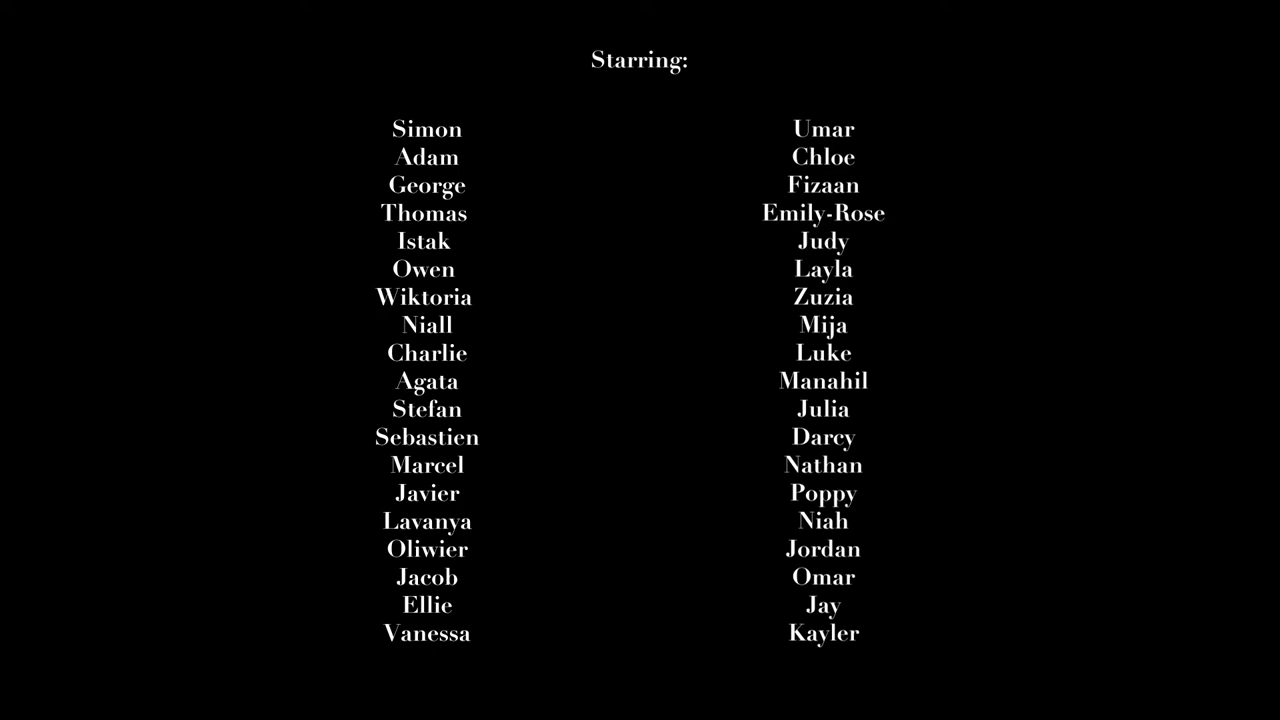 Starring:
Simon
Adam
George
Thomas
Istak
Owen
Wiktoria
Niall
Charlie
Agata
Stefan
Sebastien
Marcel
Javier
Lavanya
Oliwier
Jacob
Ellie
Vanessa
Umar
Chloe
Fizaan
Emily-Rose
Judy
Layla
Zuzia
Mija
Luke
Manahil
Julia
Darcy
Nathan
Poppy
Niah
Jordan
Omar
Jay
Kayler